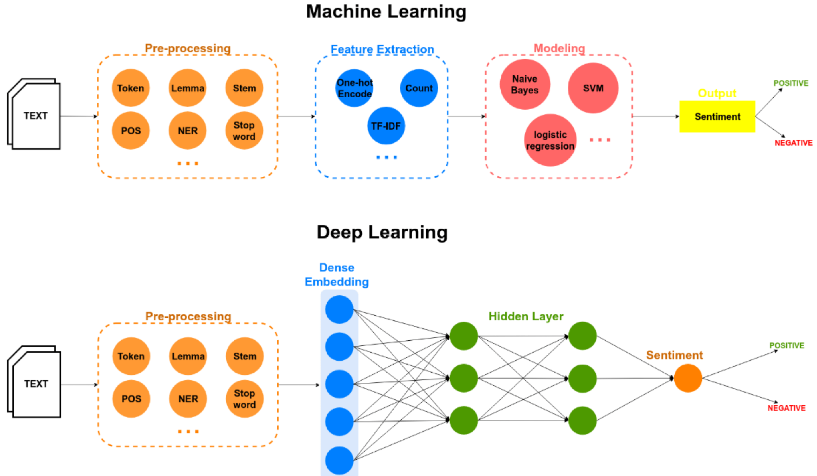 Machine Learning
Pre-processing
Feature Extraction
Modeling
TEXT
Token
Lemma
Stem
POS
NER
Stop
word
...
One-hot
Encode
Count
TF-IDF
...
Naive
Bayes
SVM
logistic
regression
...
Output
Sentiment
POSITIVE
NEGATIVE
Deep Learning
Dense
Embedding
Pre-processing
Hidden Layer
TEXT
Token
Lemma
Stem
POS
NER
Stop
word
...
Sentiment
POSITIVE
NEGATIVE